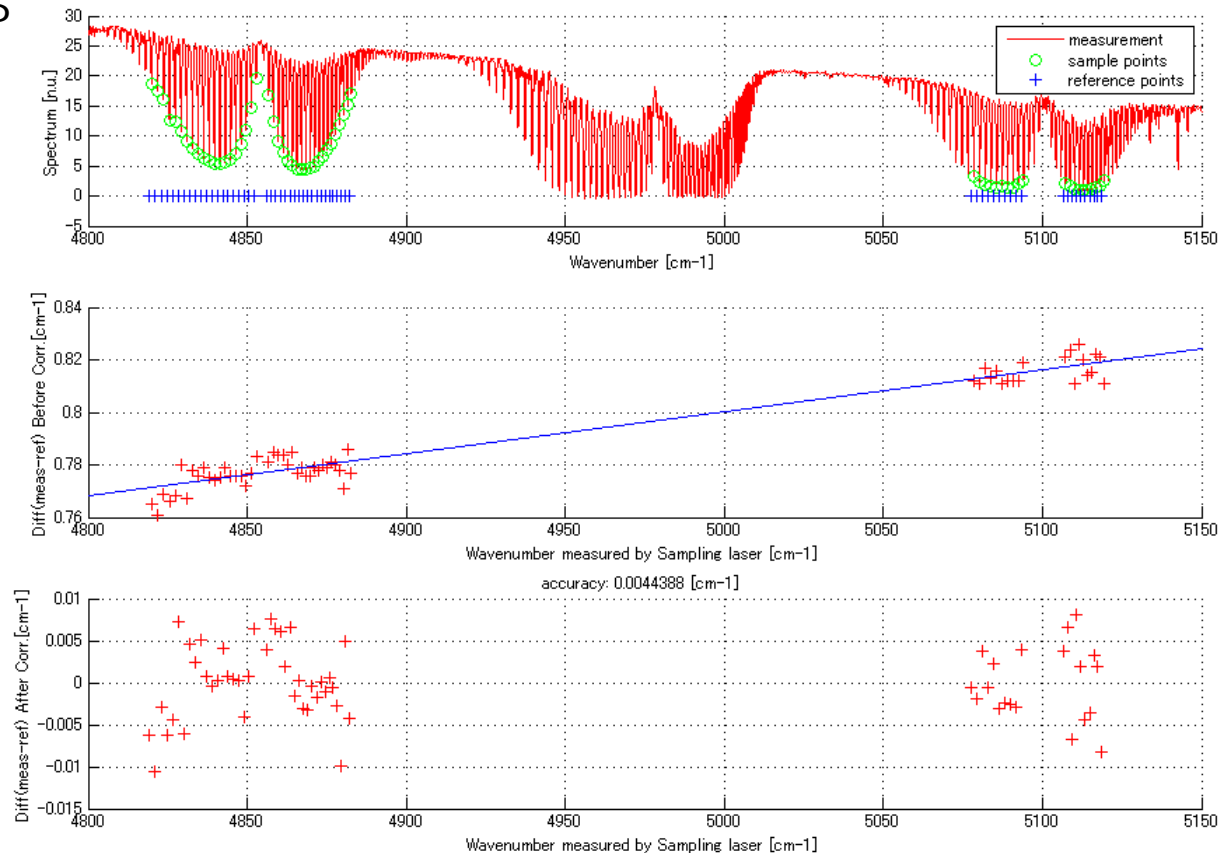 30
25
20
15
10
5
0
-5
Spectrum [n.u.]
measurement
sample points
reference points
4800 4850 4900 4950 5000 5050 5100 5150
Wavenumber [cm-1]
0.84
0.82
0.8
0.78
0.76
Diff(meas-ref) Before Corr.[cm-1]
4800 4850 4900 4950 5000 5050 5100 5150
Wavenumber measured by Sampling laser [cm-1]
accuracy: 0.0044388 [cm-1]
0.01
0.005
0
-0.005
-0.01
-0.015
Diff(meas-ref) After Corr.[cm-1]
4800 4850 4900 4950 5000 5050 5100 5150
Wavenumber measured by Sampling laser [cm-1]